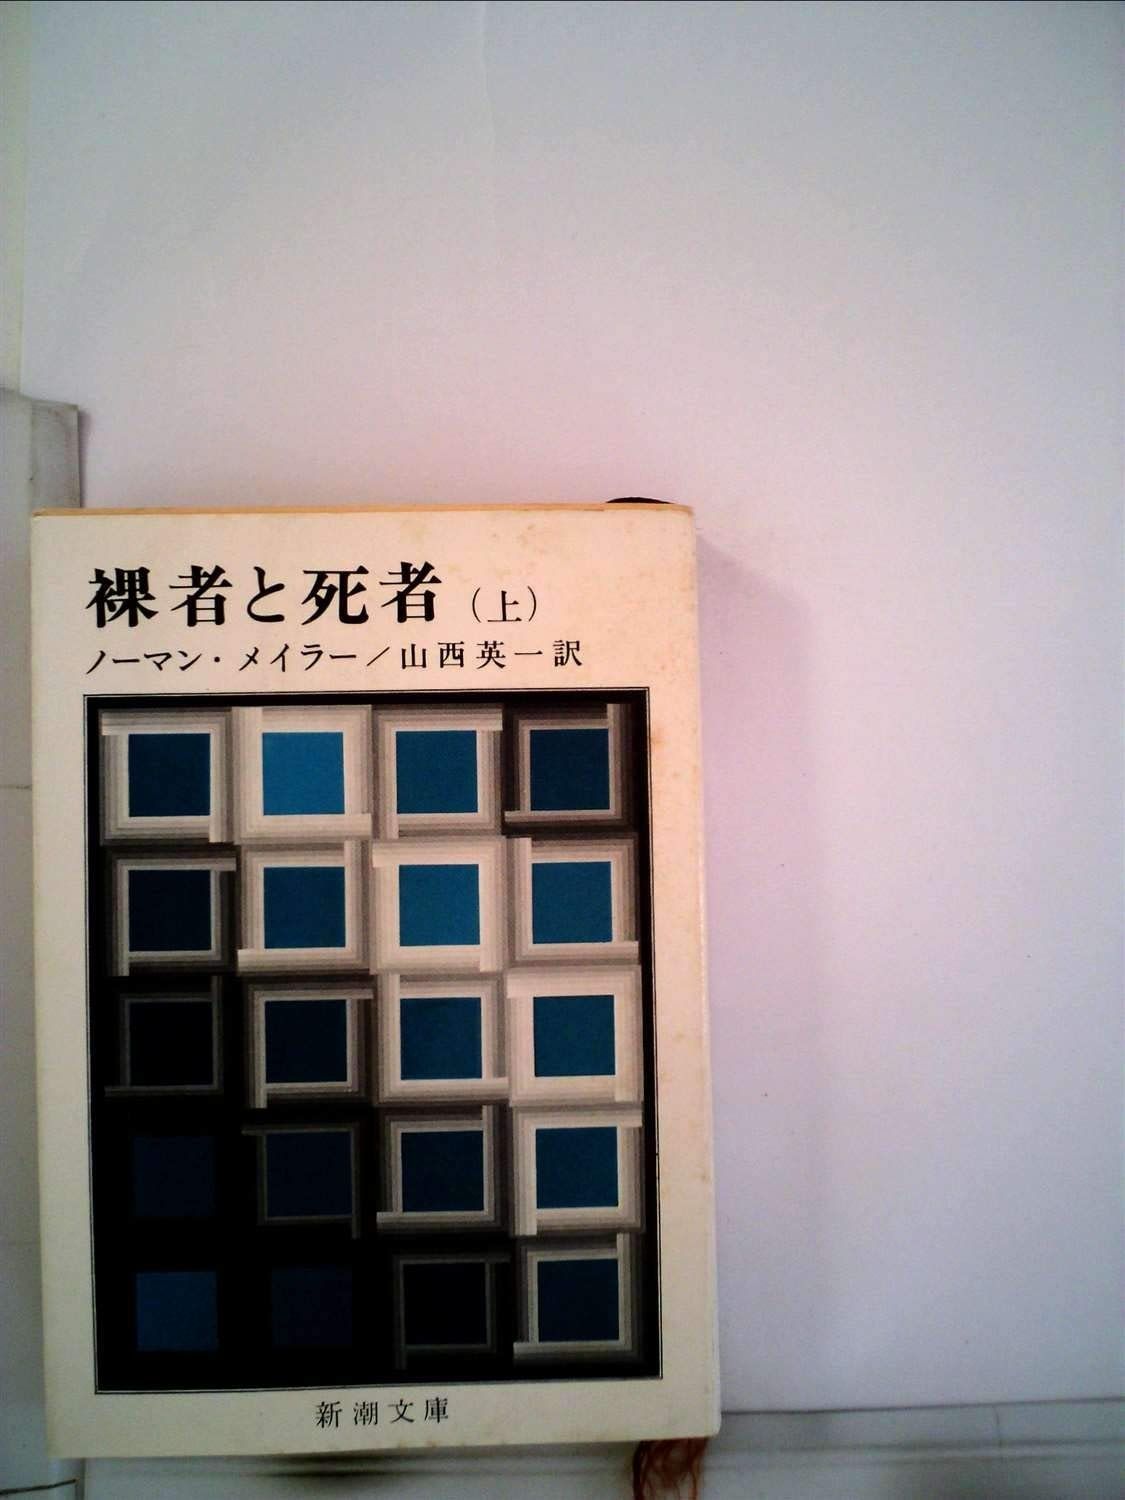 裸者と死者（上）
ノーマン・メイラー／山西英一訳
新潮文庫